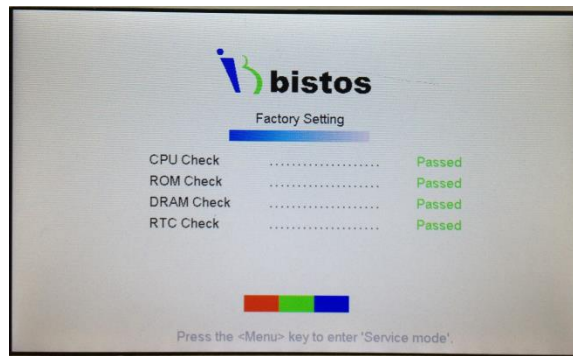 bistos
Factory Setting
CPU Check .................... Passed
ROM Check .................... Passed
DRAM Check .................... Passed
RTC Check .................... Passed
Press the <Menu> key to enter 'Service mode'.